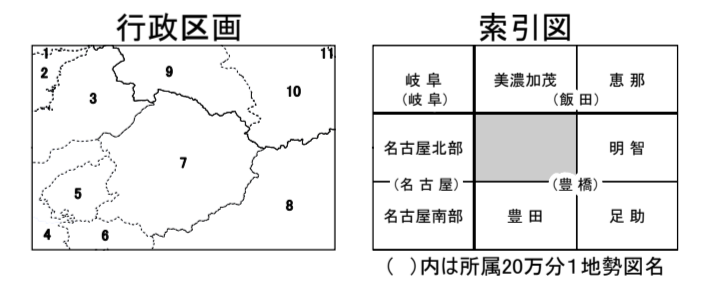 行政区画
1
2
3
9
11
10
7
5
8
4
6
索引図
岐阜
(岐阜)
美濃加茂
恵那
(飯田)
名古屋北部
明智
(名古屋)
(豊橋)
名古屋南部
豊田
足助
( )内は所属20万分1地勢図名